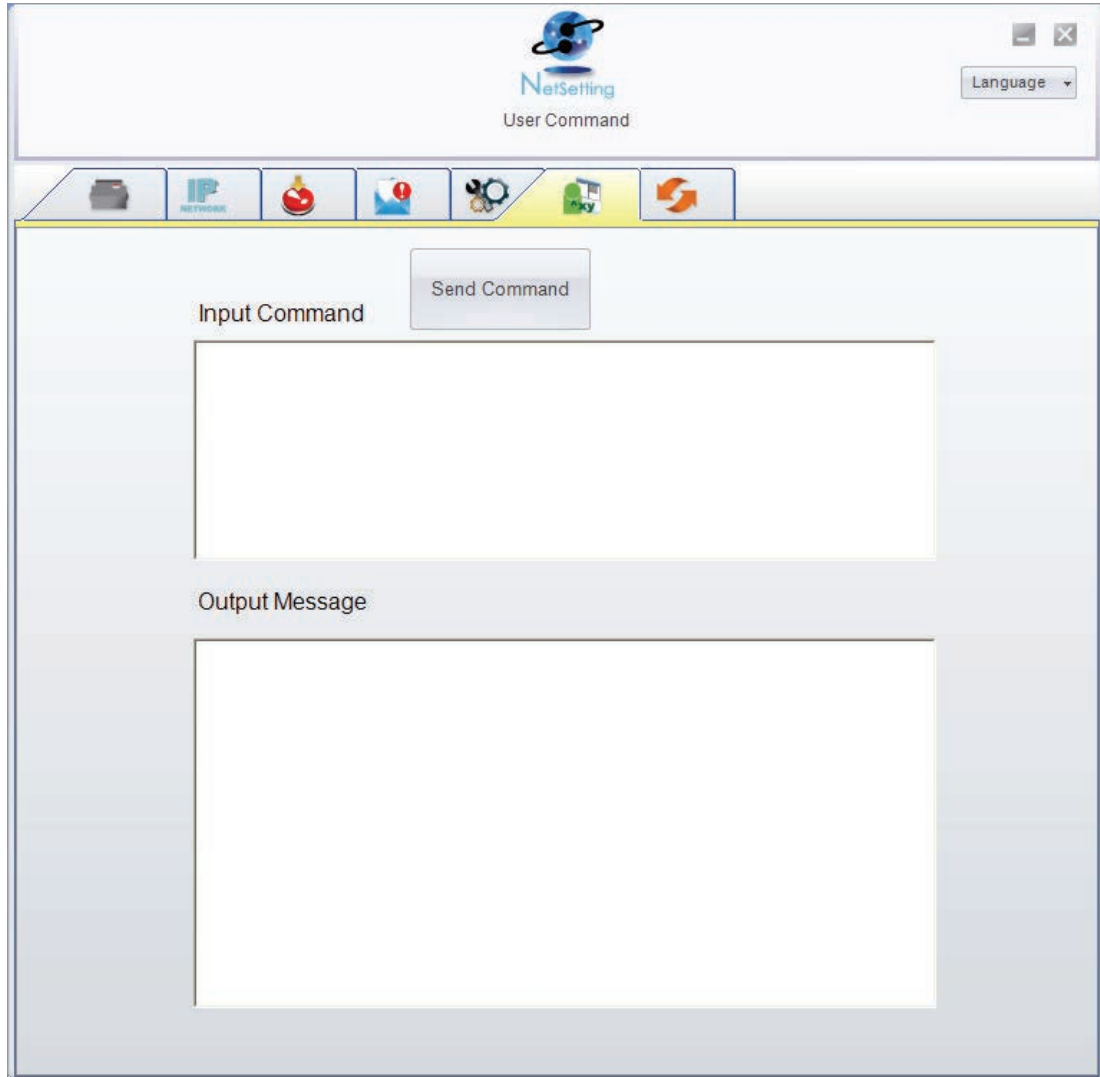 NetSetting
User Command
Language
IP
NETWORK
^xy
Send Command
Input Command
Output Message